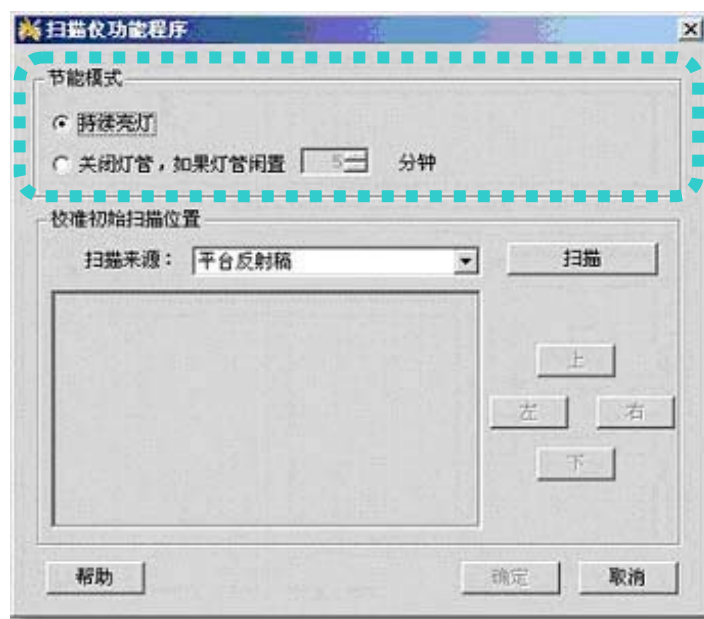 扫描仪功能程序
节能模式
持续亮灯
关闭灯管，如果灯管闲置 5 分钟
校准初始扫描位置
扫描来源： 平台反射稿 扫描
上
左 右
下
帮助 确定 取消